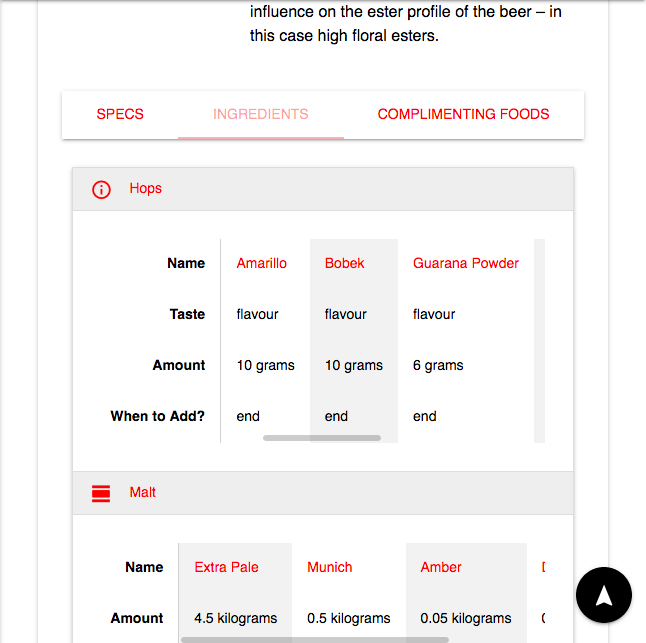 influence on the ester profile of the beer – in
this case high floral esters.
SPECS INGREDIENTS COMPLIMENTING FOODS
Hops
Name Amarillo Bobek Guarana Powder
Taste flavour flavour flavour
Amount 10 grams 10 grams 6 grams
When to Add? end end end
Malt
Name Extra Pale Munich Amber
Amount 4.5 kilograms 0.5 kilograms 0.05 kilograms